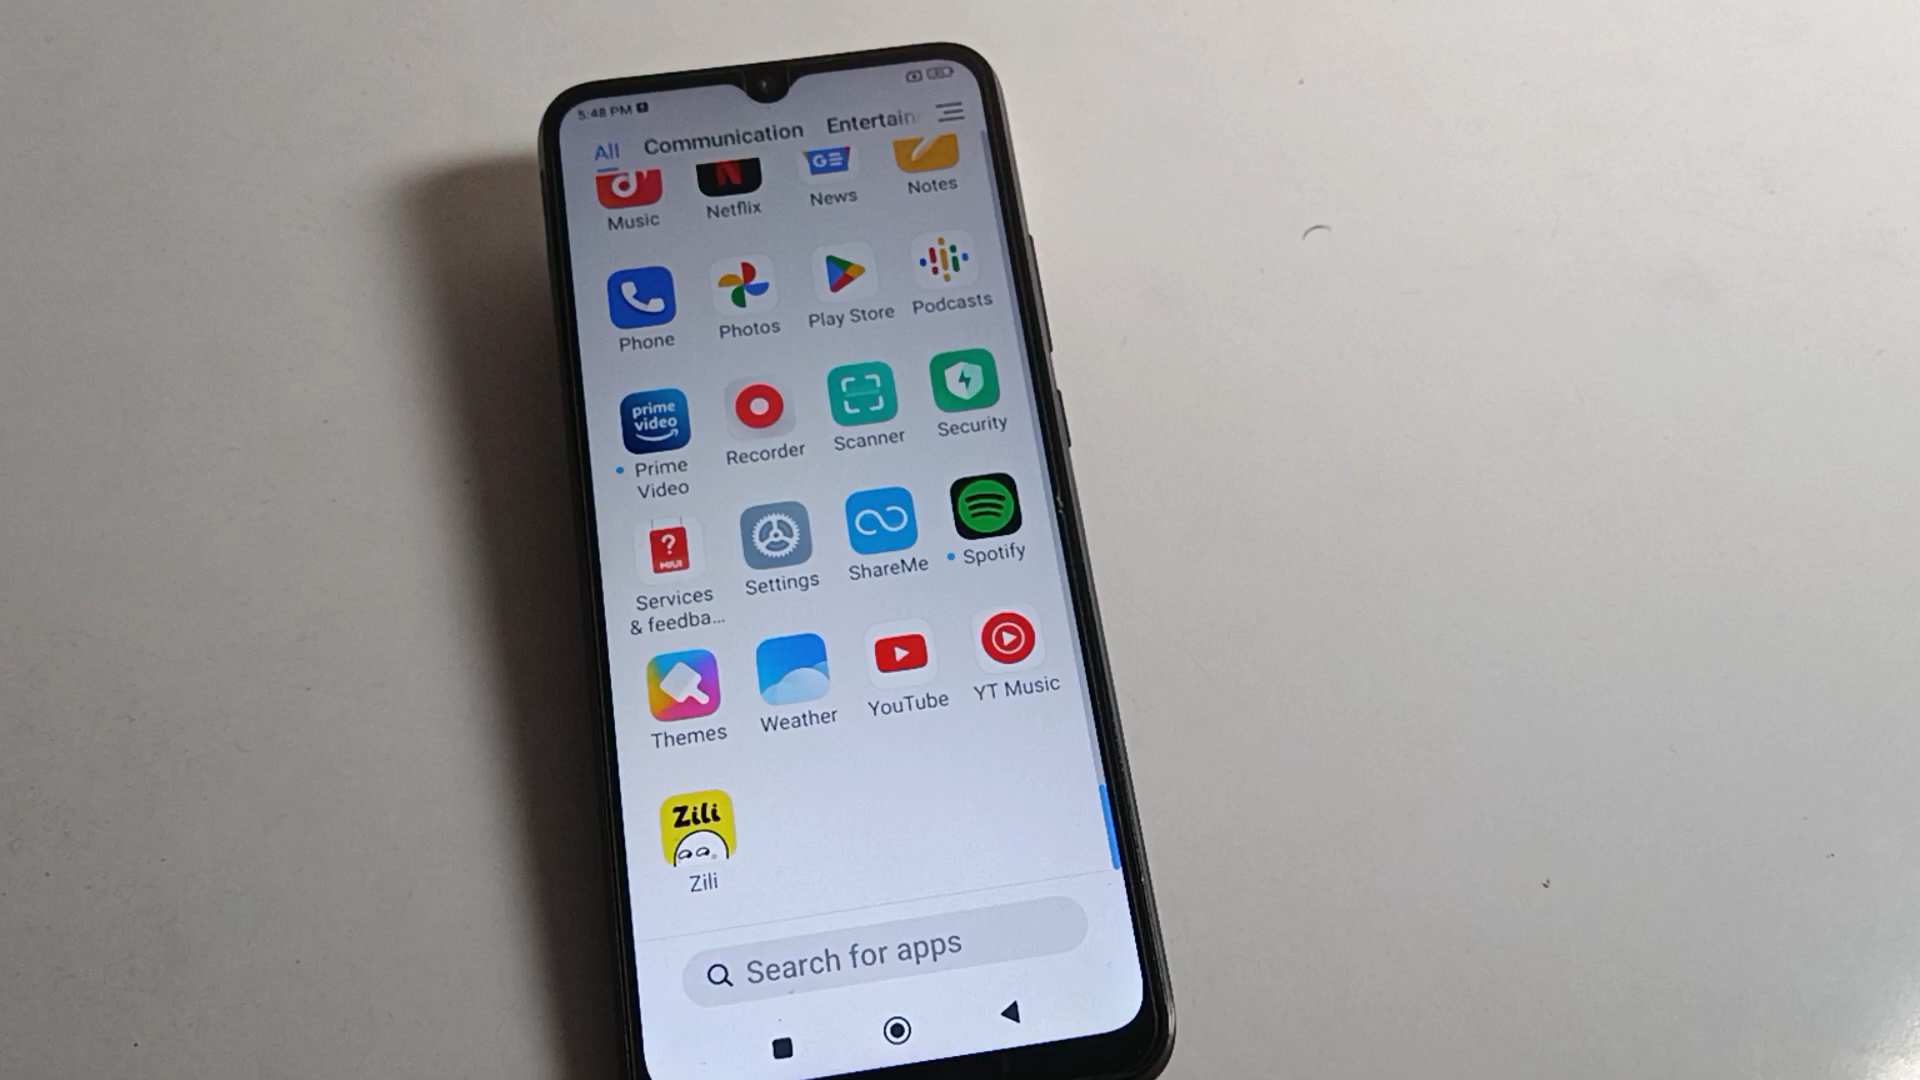 5:48 PM
All Communication Entertain
Music Netflix News Notes
Phone Photos Play Store Podcasts
prime
video
Prime
Video
Recorder Scanner Security
MIUI
Services
& feedba...
Settings ShareMe Spotify
Themes Weather YouTube YT Music
Zili
Zili
Search for apps